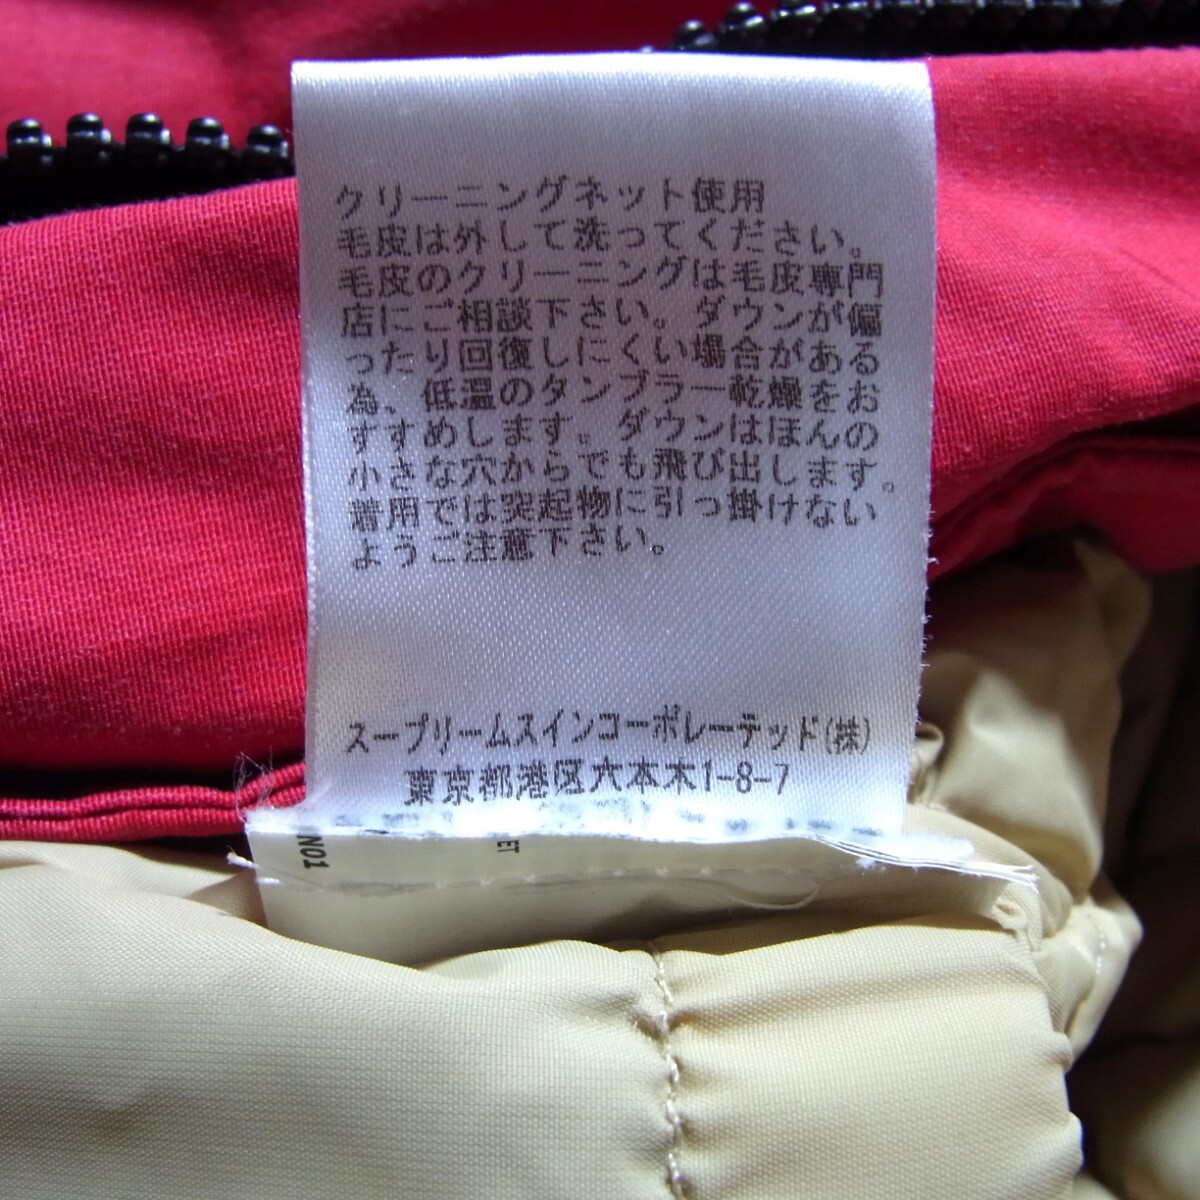 クリーニングネット使用
毛皮は外して洗ってください。
毛皮のクリーニングは毛皮専門
店にご相談下さい。ダウンが偏
ったり回復しにくい場合がある
為、低温のタンブラー乾燥をお
すすめします。ダウンはほんの
小さな穴からでも飛び出します。
着用では突起物に引っ掛けない
ようご注意下さい。
スープリームスインコーポレーテッド(株)
東京都港区六本木1-8-7